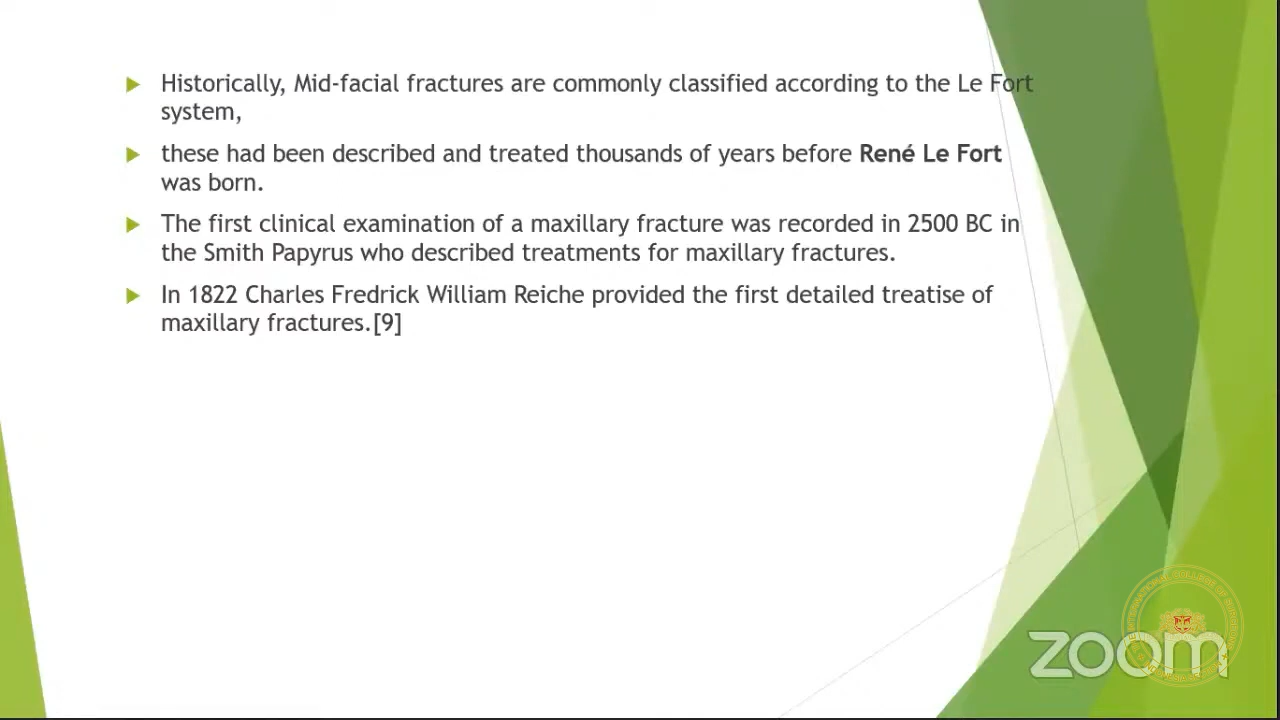 Historically, Mid-facial fractures are commonly classified according to the Le Fort
system,
these had been described and treated thousands of years before René Le Fort
was born.
The first clinical examination of a maxillary fracture was recorded in 2500 BC in
the Smith Papyrus who described treatments for maxillary fractures.
In 1822 Charles Fredrick William Reiche provided the first detailed treatise of
maxillary fractures.[9]
zoom